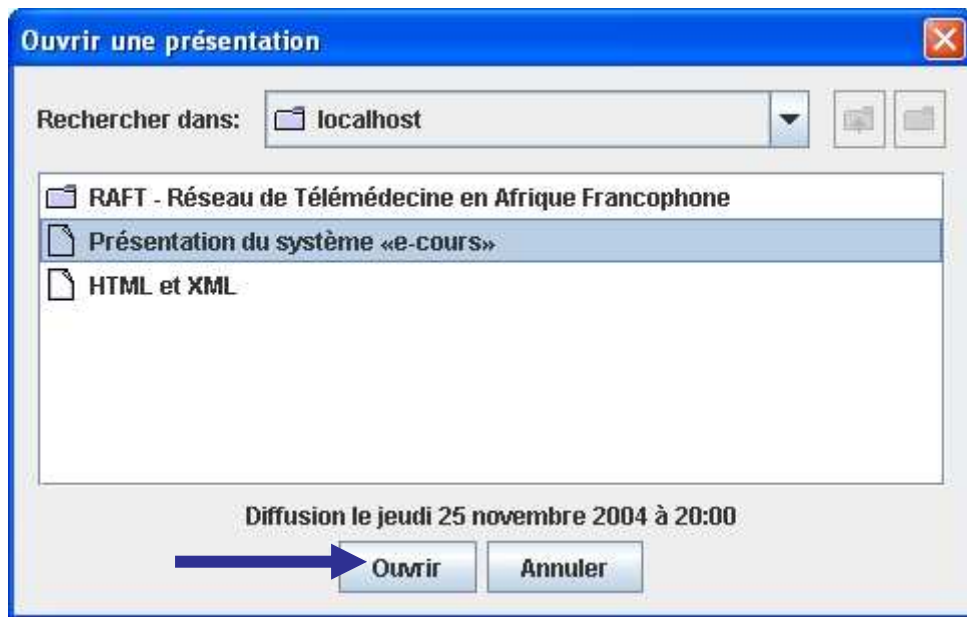 Ouvrir une présentation
Rechercher dans: localhost
RAFT - Réseau de Télémédecine en Afrique Francophone
Présentation du système «e-cours»
HTML et XML
Diffusion le jeudi 25 novembre 2004 à 20:00
Ouvrir Annuler